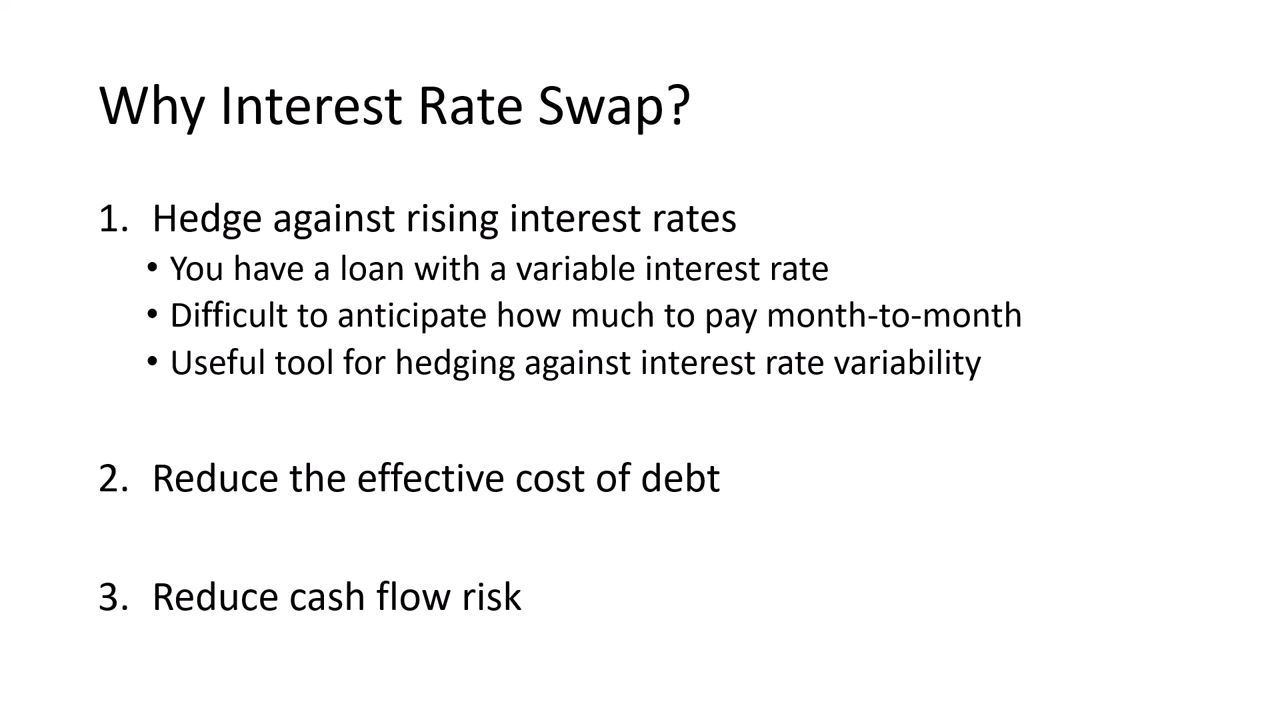 Why Interest Rate Swap?
1. Hedge against rising interest rates
• You have a loan with a variable interest rate
• Difficult to anticipate how much to pay month-to-month
• Useful tool for hedging against interest rate variability
2. Reduce the effective cost of debt
3. Reduce cash flow risk